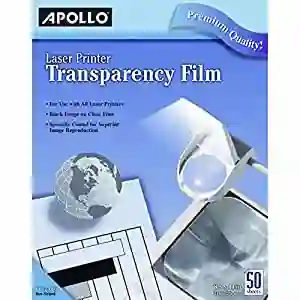 APOLLO
Premium Quality!
Laser Printer
Transparency Film
• For Use with All Laser Printers
• Black Image on Clear Film
• Specially Coated for Superior
Image Reproduction
50
sheets